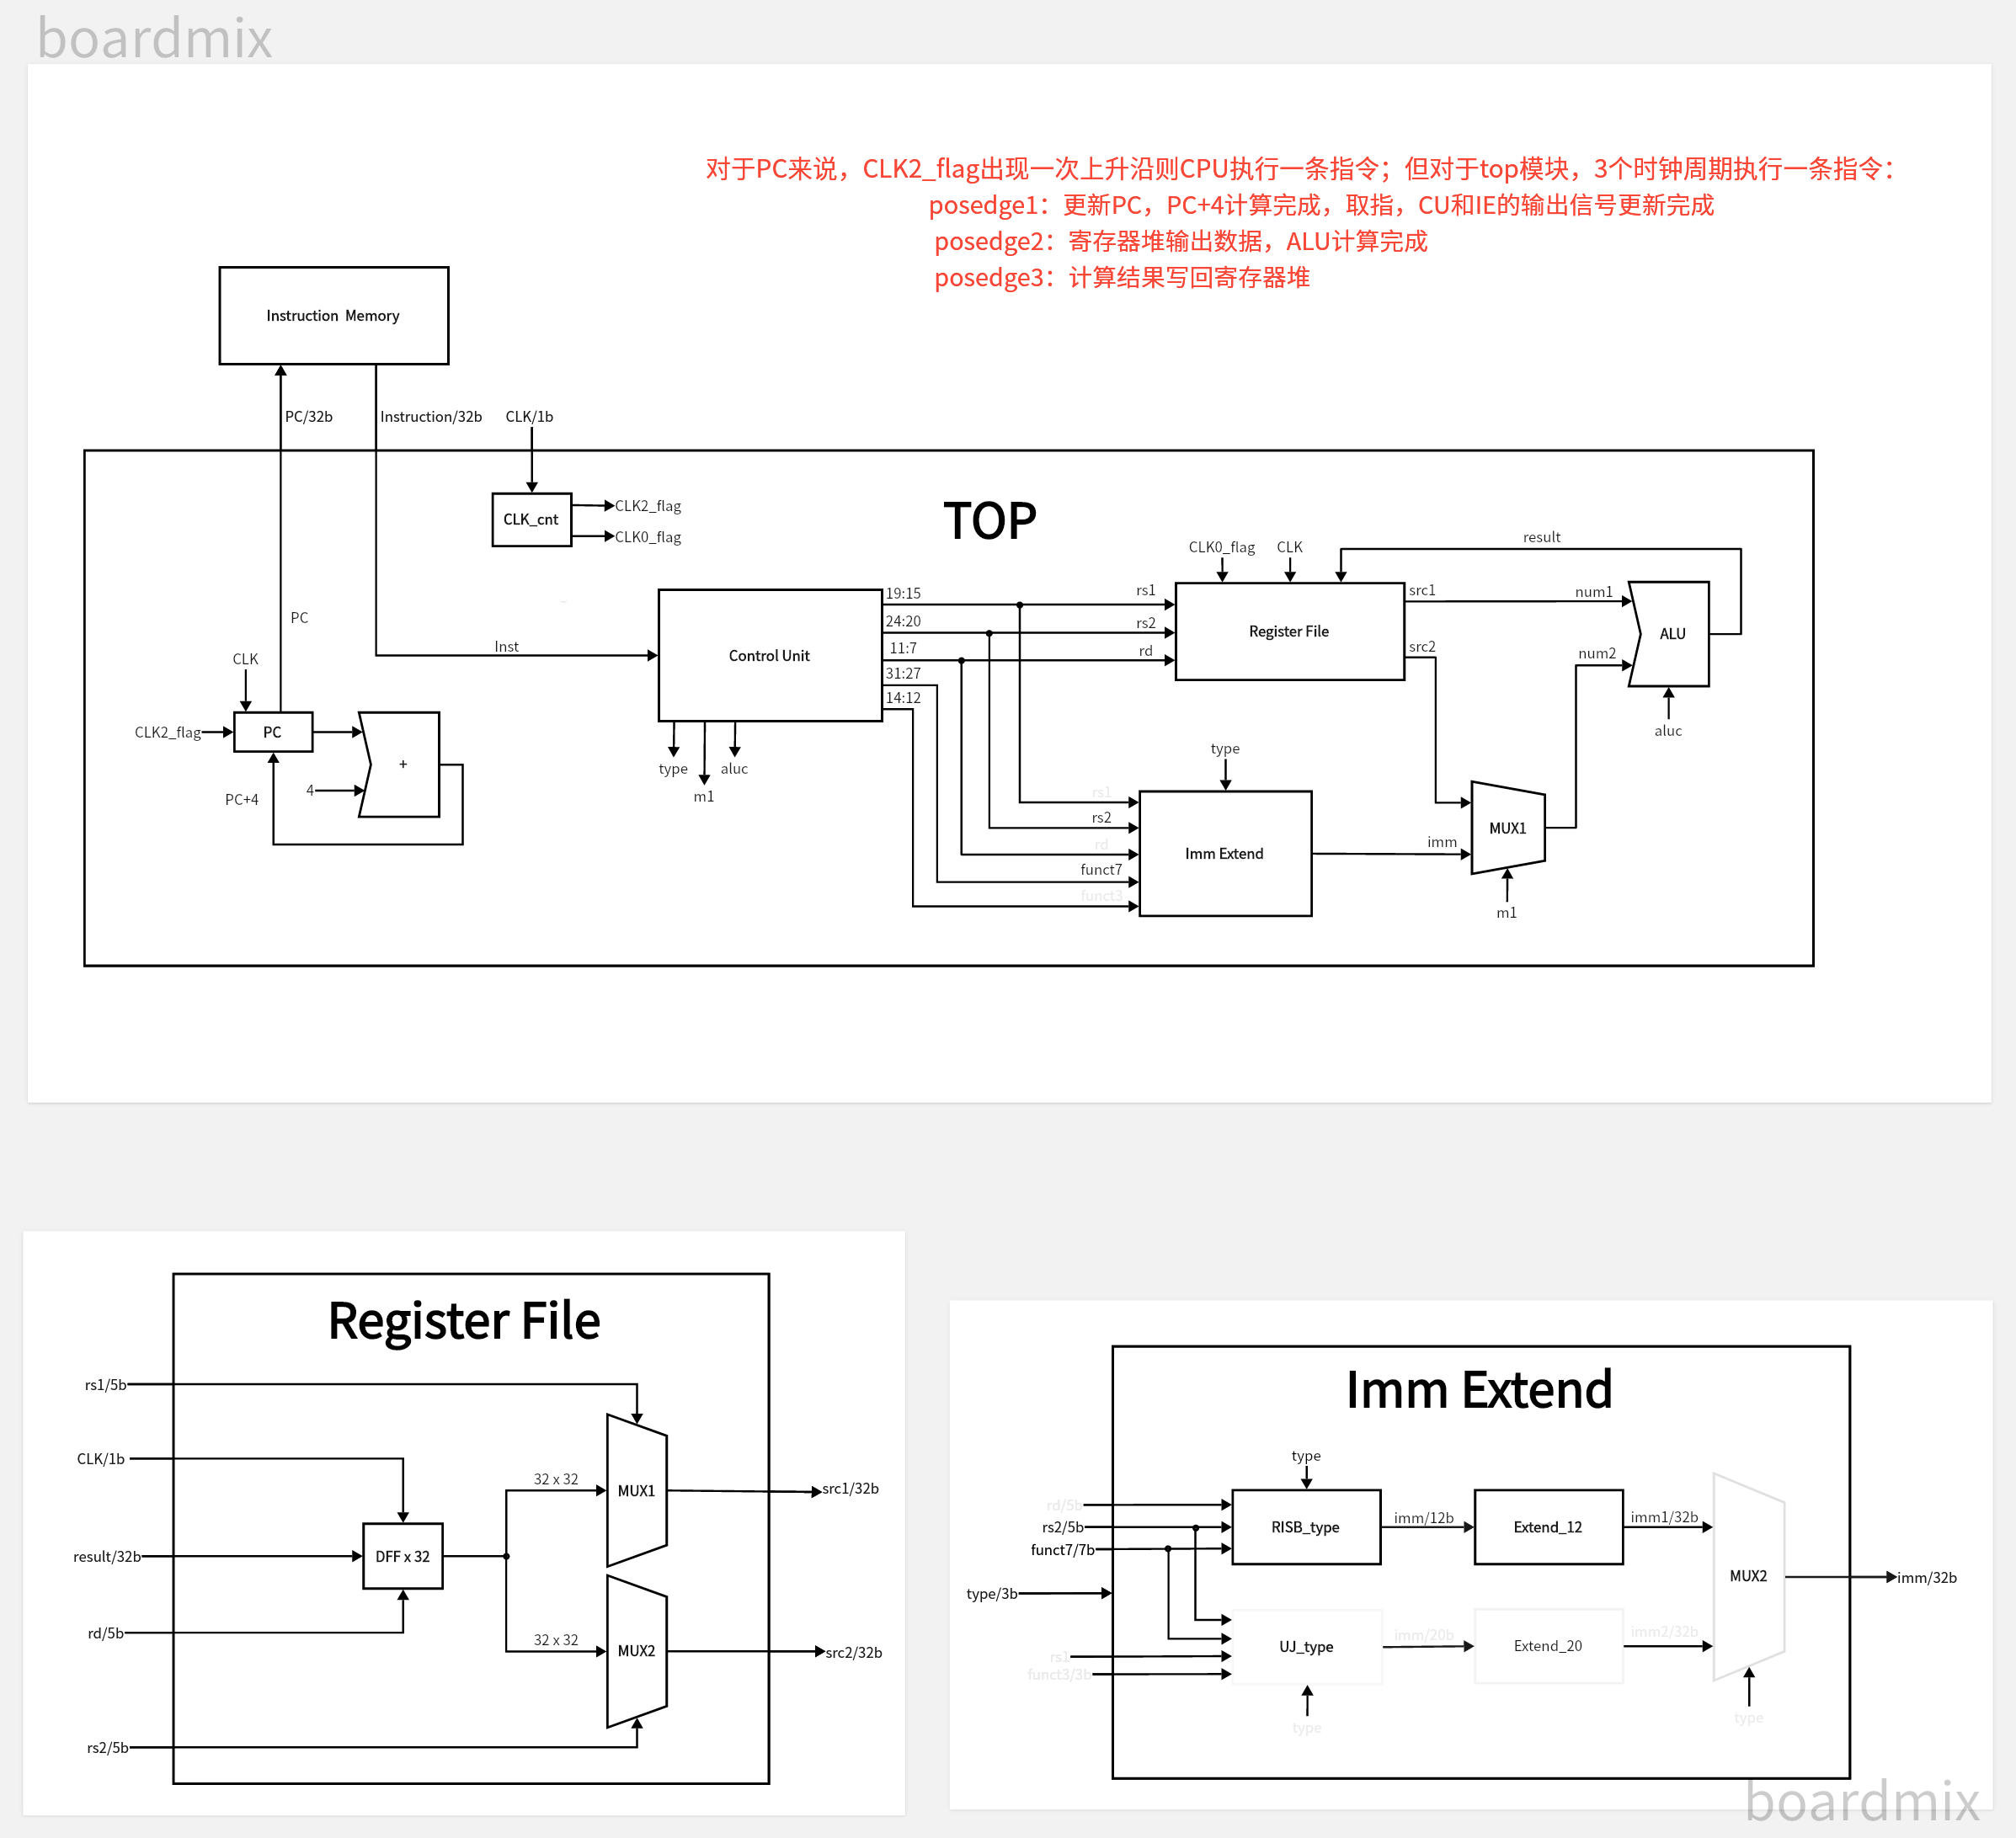 boardmix
对于PC来说，CLK2_flag出现一次上升沿则CPU执行一条指令；但对于top模块，3个时钟周期执行一条指令：
posedge1：更新PC，PC+4计算完成，取指，CU和IE的输出信号更新完成
posedge2：寄存器堆输出数据，ALU计算完成
posedge3：计算结果写回寄存器堆
Instruction Memory
PC/32b
Instruction/32b
CLK/1b
CLK_cnt
CLK2_flag
CLK0_flag
TOP
CLK0_flag
CLK
result
19:15
rs1
src1
num1
24:20
rs2
Register File
ALU
11:7
rd
src2
num2
31:27
14:12
PC
Inst
Control Unit
CLK
CLK2_flag
PC
+
4
PC+4
type
m1
aluc
aluc
type
rs1
rs2
rd
funct7
funct3
Imm Extend
imm
MUX1
m1
Register File
rs1/5b
CLK/1b
32 x 32
MUX1
src1/32b
result/32b
DFF x 32
rd/5b
32 x 32
MUX2
src2/32b
rs2/5b
Imm Extend
type
rd/5b
rs2/5b
funct7/7b
RISB_type
imm/12b
Extend_12
imm1/32b
type/3b
MUX2
imm/32b
rs1
funct3/3b
UJ_type
imm/20b
Extend_20
imm2/32b
type
type
boardmix